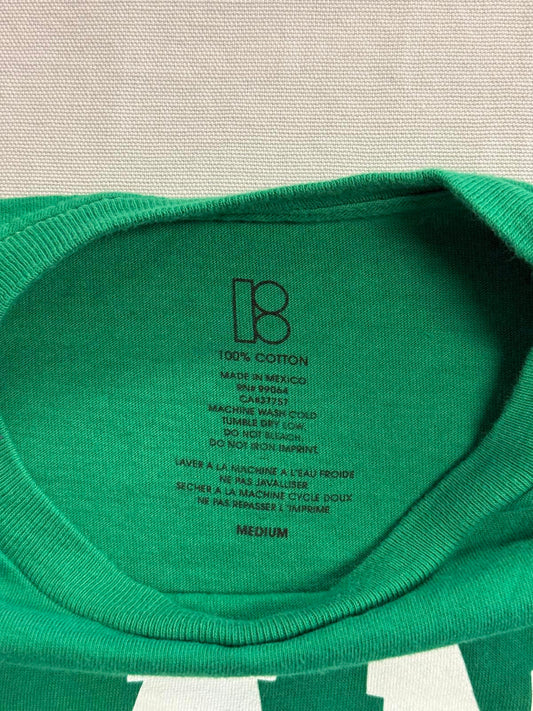 100% COTTON
MADE IN MEXICO
RN# 99064
CA#37757
MACHINE WASH COLD
TUMBLE DRY LOW.
DO NOT BLEACH.
DO NOT IRON IMPRINT.
—
LAVER A LA MACHINE A L'EAU FROIDE
NE PAS JAVALLISER
SECHER A LA MACHINE CYCLE DOUX
NE PAS REPASSER L'IMPRIME
MEDIUM